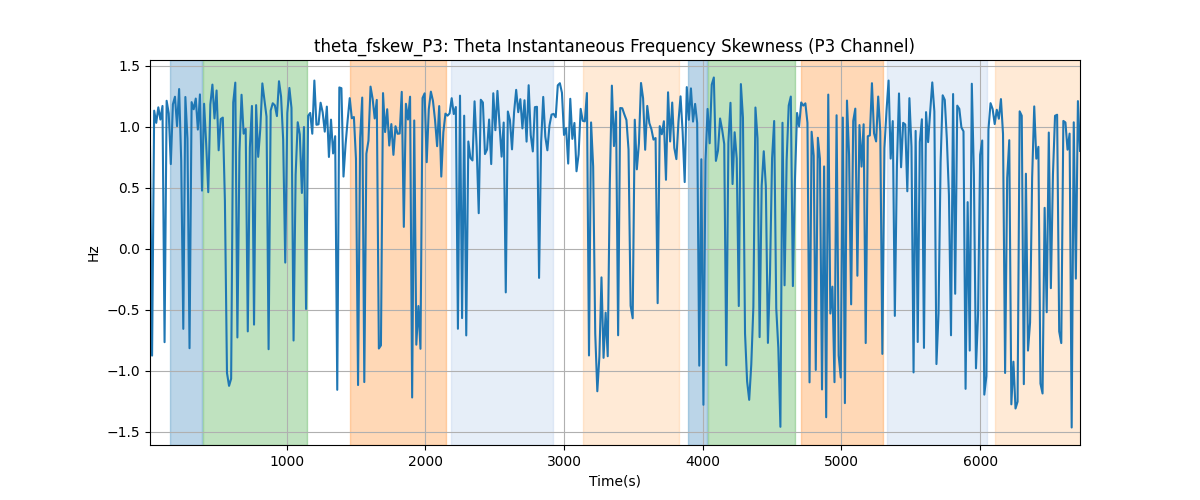 theta_fskew_P3: Theta Instantaneous Frequency Skewness (P3 Channel)
1.5
1.0
0.5
0.0
−0.5
−1.0
−1.5
Hz
1000 2000 3000 4000 5000 6000
Time(s)